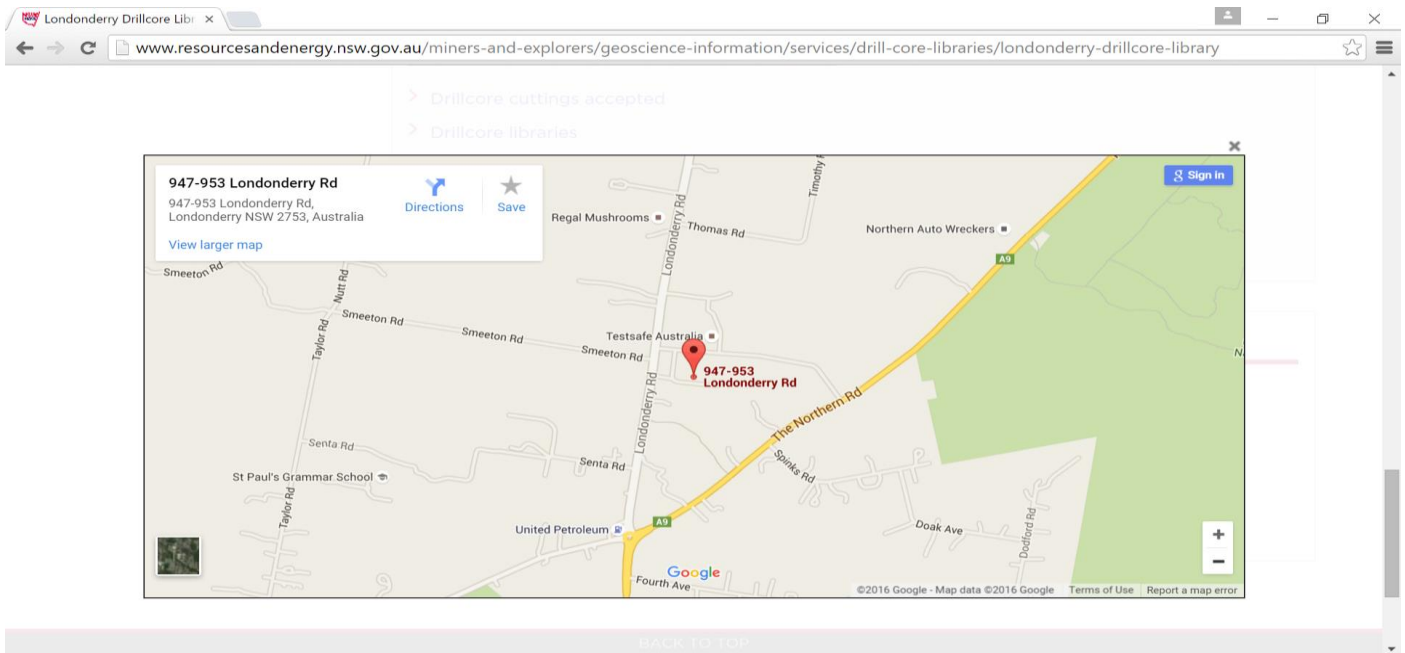 Londonderry Drillcore Libr
www.resourcesandenergy.nsw.gov.au/miners-and-explorers/geoscience-information/services/drill-core-libraries/londonderry-drillcore-library
Drillcore cuttings accepted
Drillcore libraries
947-953 Londonderry Rd
947-953 Londonderry Rd,
Londonderry NSW 2753, Australia
View larger map
Directions
Save
Sign in
Timothy R
Regal Mushrooms
Londonderry Rd
Thomas Rd
Northern Auto Wreckers
A9
Smeeton Rd
Nutt Rd
Smeeton Rd
Taylor Rd
Smeeton Rd
Testsafe Australia
Smeeton Rd
N
947-953
Londonderry Rd
Londonderry Rd
The Northern Rd
Senta Rd
Senta Rd
Spinks Rd
St Paul's Grammar School
Taylor Rd
United Petroleum
A9
Doak Ave
Dodford Rd
Google
Fourth Ave
©2016 Google - Map data ©2016 Google
Terms of Use
Report a map error
BACK TO TOP